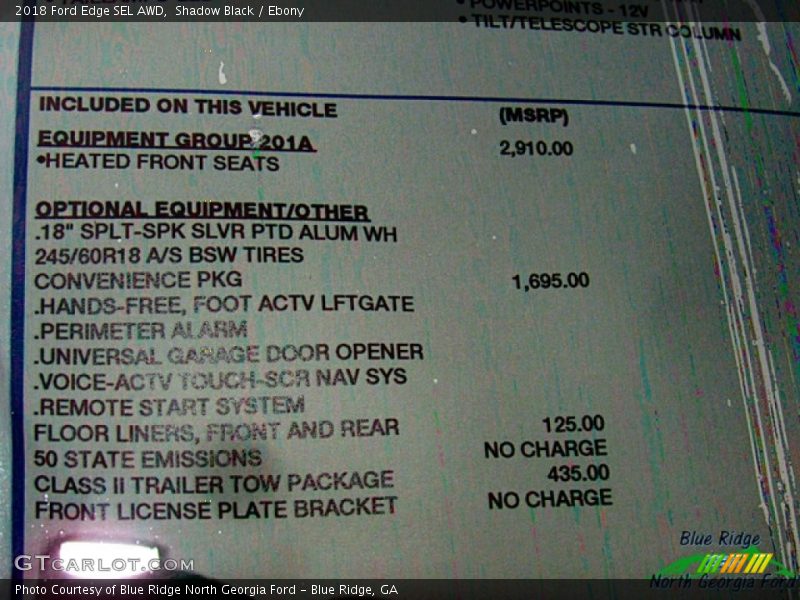 2018 Ford Edge SEL AWD, Shadow Black / Ebony
POWERPOINTS - 12V
• TILT/TELESCOPE STR COLUMN
INCLUDED ON THIS VEHICLE (MSRP)
EQUIPMENT GROUP 201A 2,910.00
•HEATED FRONT SEATS
OPTIONAL EQUIPMENT/OTHER
.18" SPLT-SPK SLVR PTD ALUM WH
245/60R18 A/S BSW TIRES
CONVENIENCE PKG 1,695.00
.HANDS-FREE, FOOT ACTV LFTGATE
.PERIMETER ALARM
.UNIVERSAL GARAGE DOOR OPENER
.VOICE-ACTV TOUCH-SCR NAV SYS
.REMOTE START SYSTEM
FLOOR LINERS, FRONT AND REAR 125.00
50 STATE EMISSIONS NO CHARGE
CLASS II TRAILER TOW PACKAGE 435.00
FRONT LICENSE PLATE BRACKET NO CHARGE
Blue Ridge
North Georgia Ford
GTcarlot.com
Photo Courtesy of Blue Ridge North Georgia Ford – Blue Ridge, GA